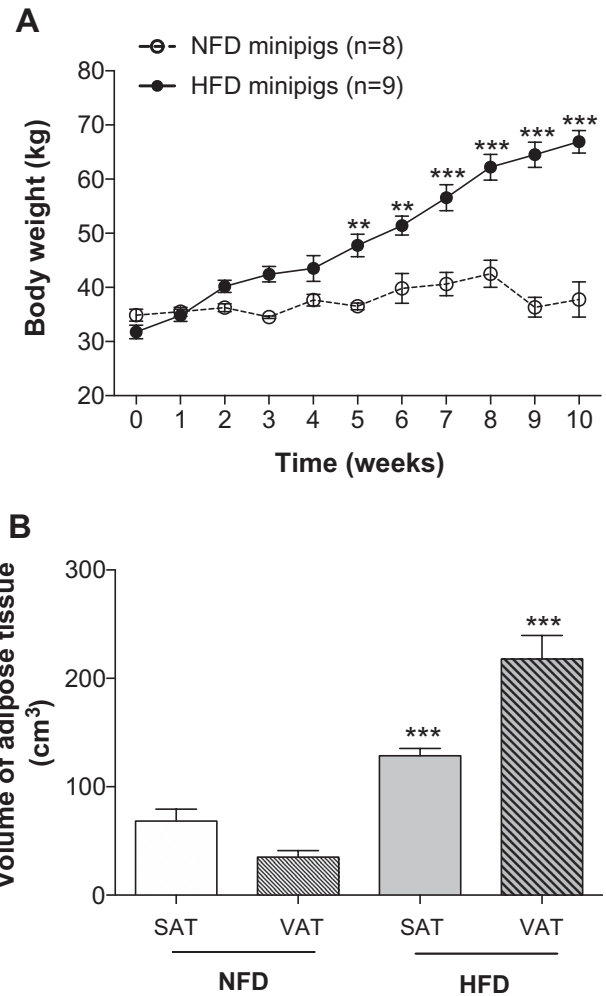 A
NFD minipigs (n=8)
HFD minipigs (n=9)
80
70
60
50
40
30
20
Body weight (kg)
** ** *** *** *** ***
0 1 2 3 4 5 6 7 8 9 10
Time (weeks)
B
Volume of adipose tissue
(cm³)
300
200
100
0
***
***
SAT VAT SAT VAT
NFD HFD